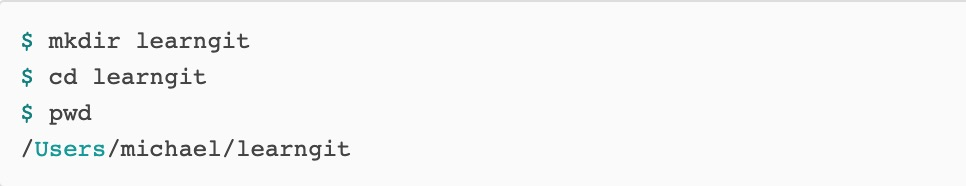 $ mkdir learngit
$ cd learngit
$ pwd
/Users/michael/learngit